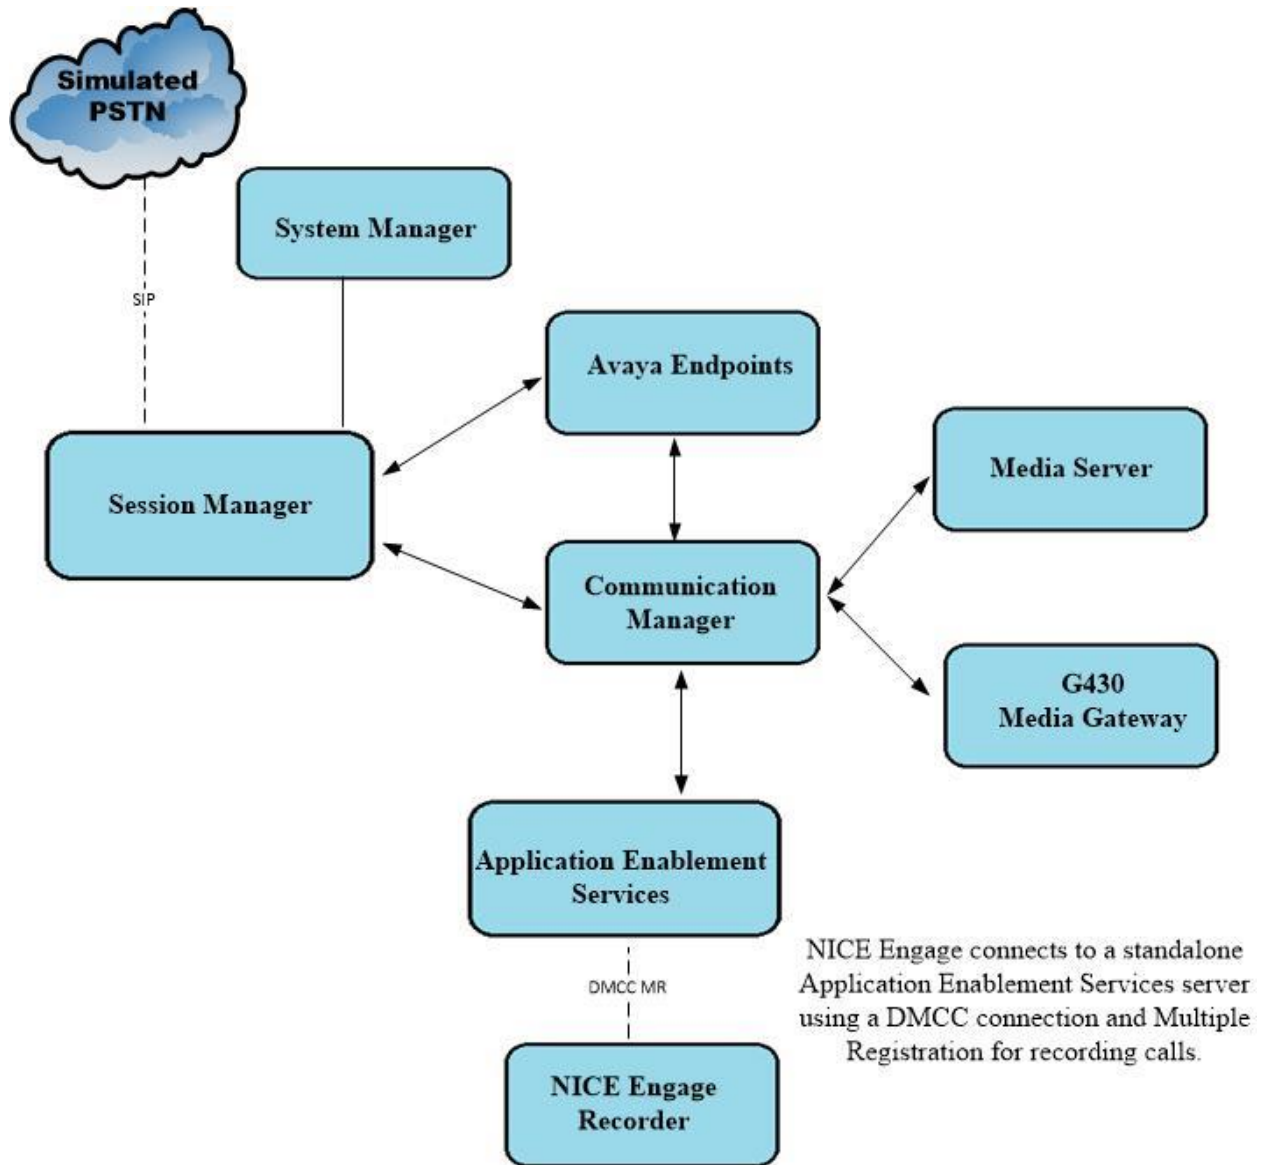 Simulated
PSTN
System Manager
SIP
Avaya Endpoints
Media Server
Session Manager
Communication
Manager
G430
Media Gateway
Application Enablement
Services
NICE Engage connects to a standalone
Application Enablement Services server
using a DMCC connection and Multiple
Registration for recording calls.
DMCC MR
NICE Engage
Recorder